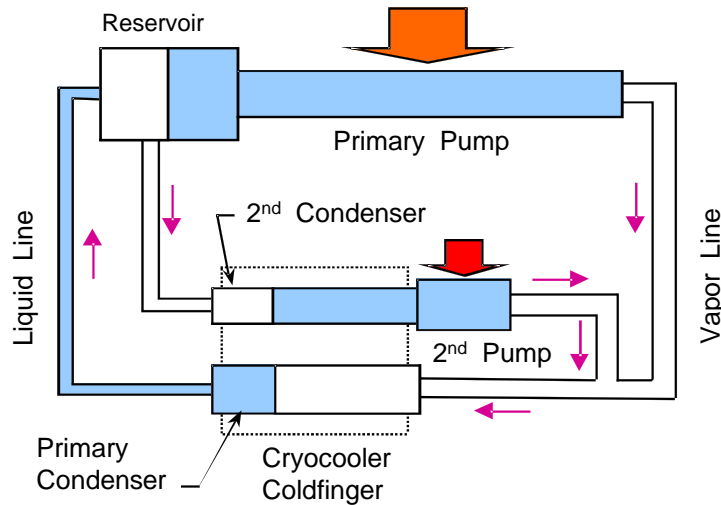 Reservoir
Primary Pump
2nd Condenser
Liquid Line
Vapor Line
2nd Pump
Primary
Condenser
Cryocooler
Coldfinger